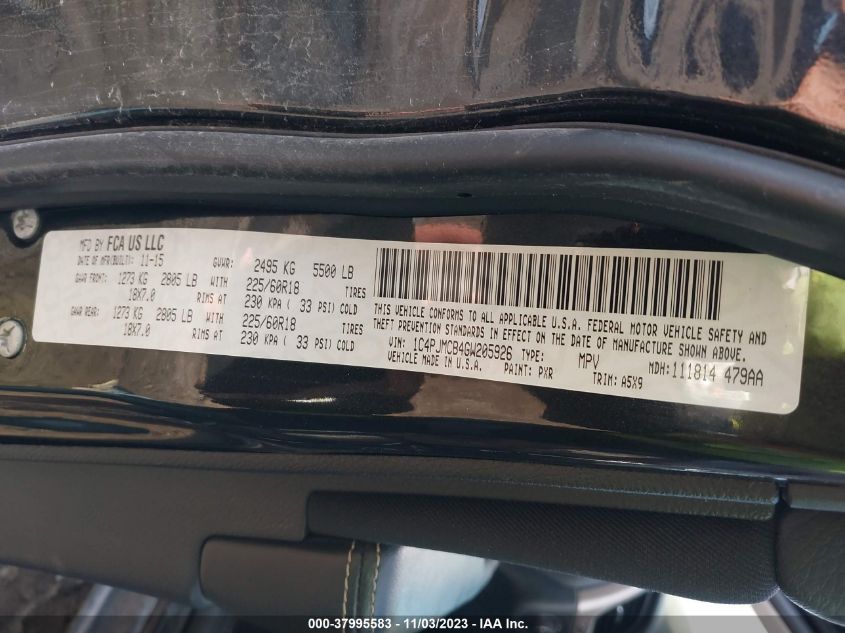 MFD BY FCA US LLC
DATE OF MFR(BUILT): 11-15 GVWR: 2495 KG 5500 LB
GAWR FRONT: 1273 KG 2805 LB WITH 225/60R18 TIRES
18X7.0 RIMS AT 230 KPA ( 33 PSI) COLD
GAWR REAR: 1273 KG 2805 LB WITH 225/60R18 TIRES
18X7.0 RIMS AT 230 KPA ( 33 PSI) COLD
THIS VEHICLE CONFORMS TO ALL APPLICABLE U.S.A. FEDERAL MOTOR VEHICLE SAFETY AND
THEFT PREVENTION STANDARDS IN EFFECT ON THE DATE OF MANUFACTURE SHOWN ABOVE.
VIN: 1C4PJMCB4GW205926 TYPE: MPV MDH: 111814 479AA
VEHICLE MADE IN U.S.A. PAINT: PXR TRIM: A5X9
000-37995583 - 11/03/2023 - IAA Inc.